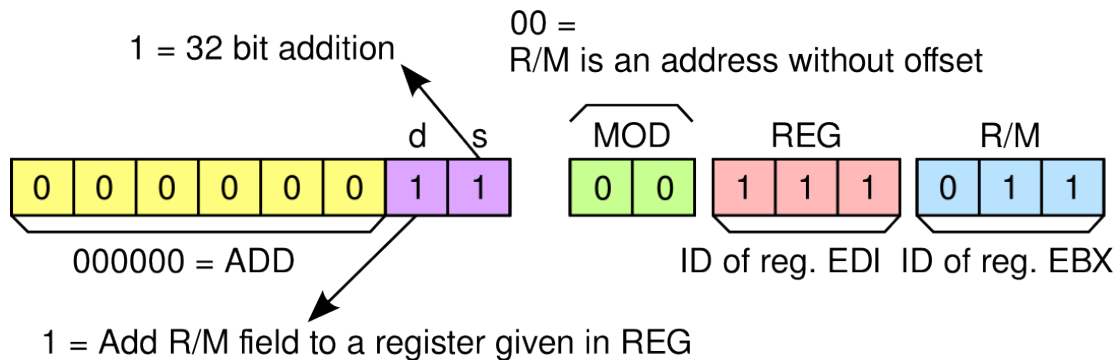 00 =
1 = 32 bit addition
R/M is an address without offset
d s MOD REG R/M
0 0 0 0 0 0 1 1 0 0 1 1 1 0 1 1
000000 = ADD
ID of reg. EDI ID of reg. EBX
1 = Add R/M field to a register given in REG